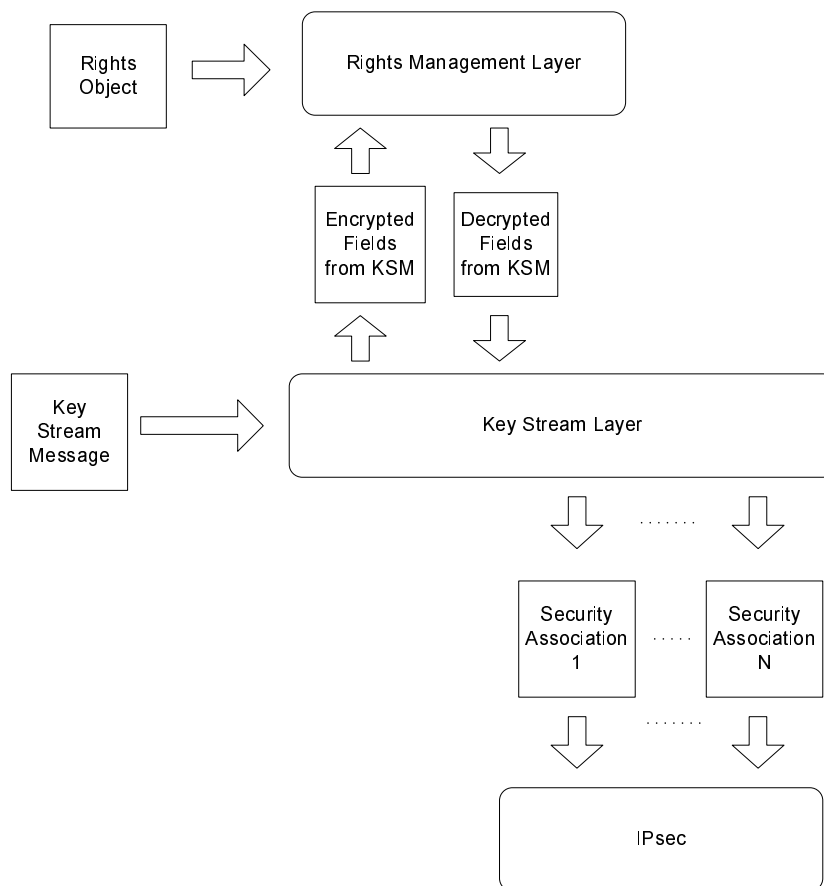 Rights
Object
Rights Management Layer
Encrypted
Fields
from KSM
Decrypted
Fields
from KSM
Key
Stream
Message
Key Stream Layer
.......
Security
Association
1
.....
Security
Association
N
.......
IPsec